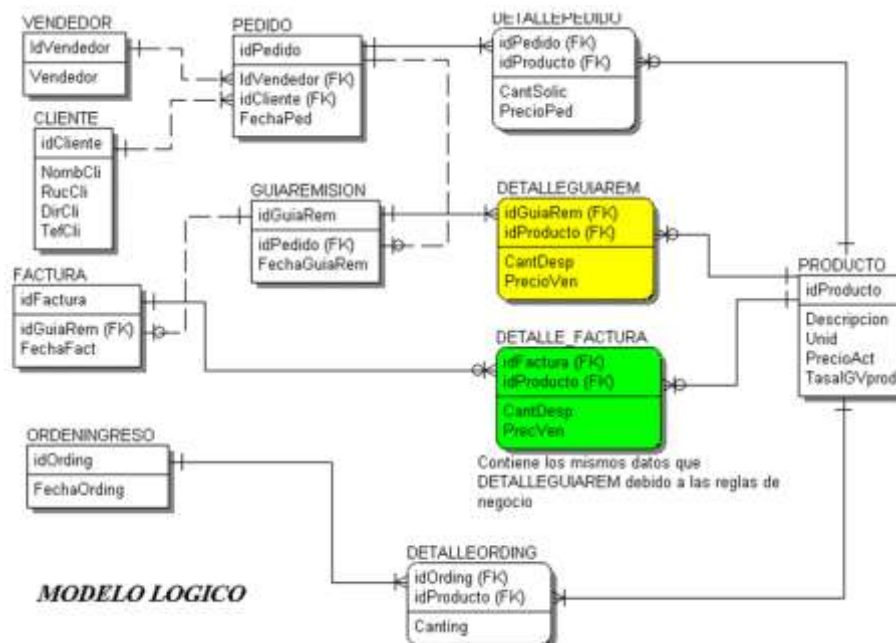 VENDEDOR
IdVendedor
Vendedor
CLIENTE
idCliente
NombCli
RucCli
DirCli
TefCli
PEDIDO
idPedido
IdVendedor (FK)
idCliente (FK)
FechaPed
DETALLEPEDIDO
idPedido (FK)
idProducto (FK)
CantSolic
PrecioPed
GUIAREMISION
idGuiaRem
idPedido (FK)
FechaGuiaRem
DETALLEGUIAREM
idGuiaRem (FK)
idProducto (FK)
CantDesp
PrecioVen
FACTURA
idFactura
idGuiaRem (FK)
FechaFact
DETALLE_FACTURA
idFactura (FK)
idProducto (FK)
CantDesp
PrecVen
Contiene los mismos datos que
DETALLEGUIAREM debido a las reglas de
negocio
PRODUCTO
idProducto
Descripcion
Unid
PrecioAct
TasaIGVprod
ORDENINGRESO
idOrding
FechaOrding
DETALLEORDING
idOrding (FK)
idProducto (FK)
Canting
MODELO LOGICO